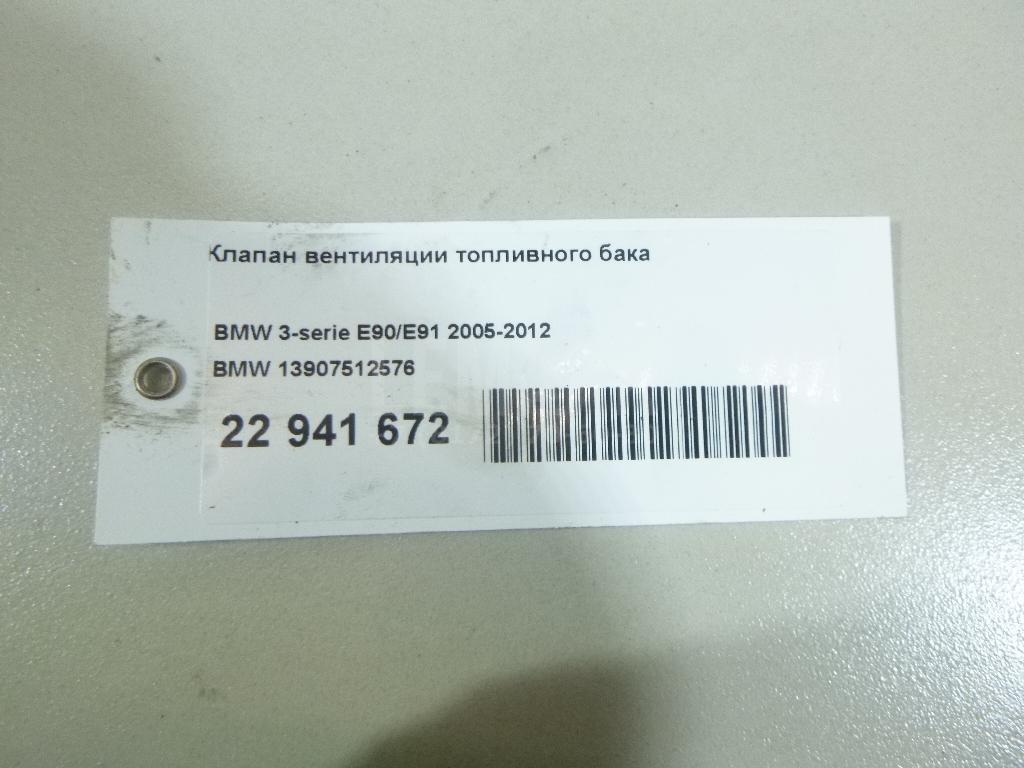 Клапан вентиляции топливного бака
BMW 3-serie E90/E91 2005-2012
BMW 13907512576
22 941 672